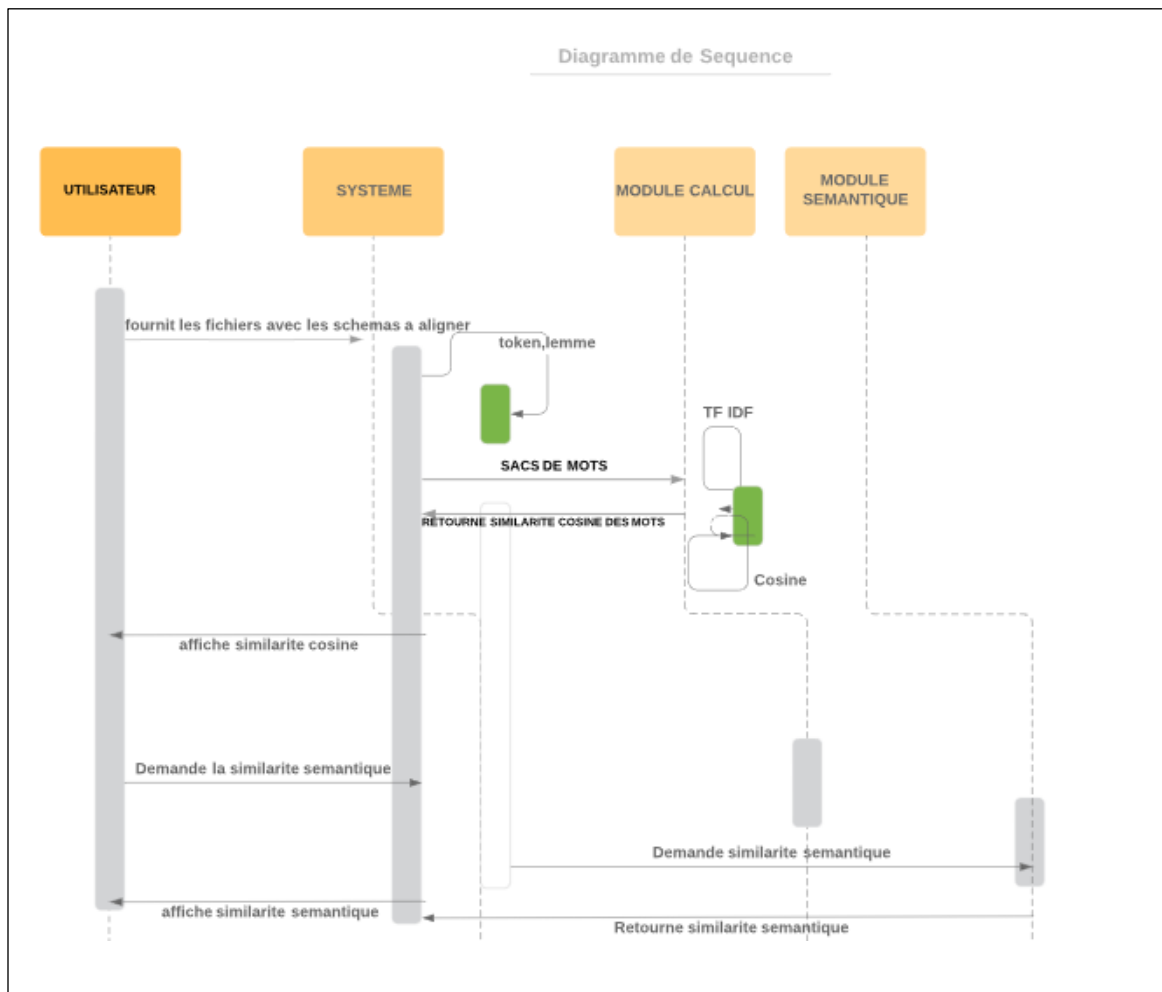 Diagramme de Sequence
UTILISATEUR
SYSTEME
MODULE CALCUL
MODULE
SEMANTIQUE
fournit les fichiers avec les schemas a aligner
token,lemme
TF IDF
SACS DE MOTS
RETOURNE SIMILARITE COSINE DES MOTS
Cosine
affiche similarite cosine
Demande la similarite semantique
Demande similarite semantique
affiche similarite semantique
Retourne similarite semantique